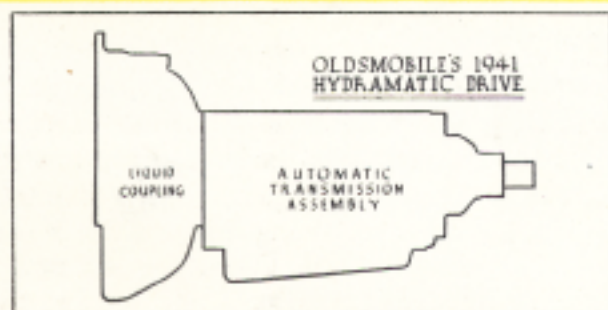 OLDSMOBILE'S 1941
HYDRAMATIC DRIVE
LIQUID
COUPLING
AUTOMATIC
TRANSMISSION
ASSEMBLY